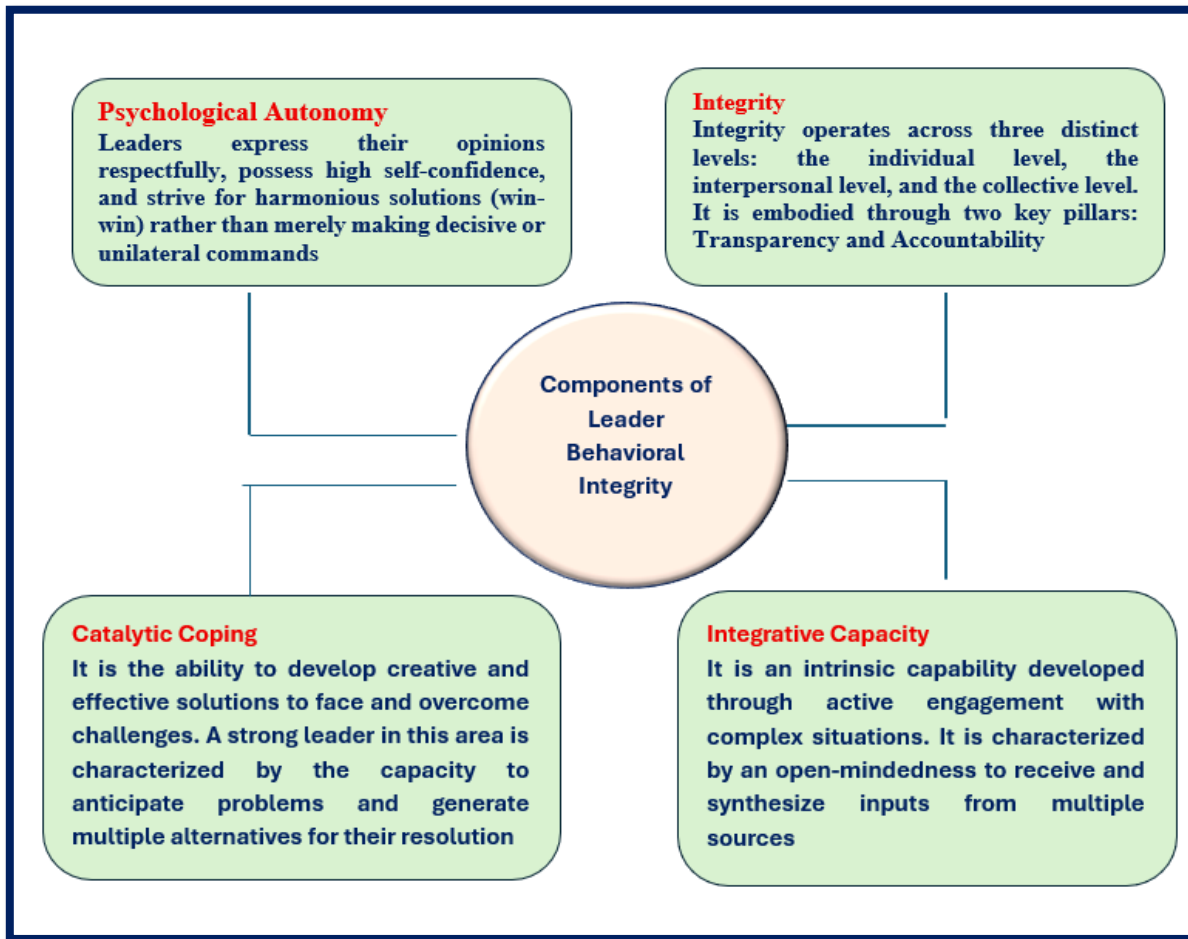 Psychological Autonomy
Leaders express their opinions
respectfully, possess high self-confidence,
and strive for harmonious solutions (win-
win) rather than merely making decisive or
unilateral commands
Integrity
Integrity operates across three distinct
levels: the individual level, the
interpersonal level, and the collective level.
It is embodied through two key pillars:
Transparency and Accountability
Components of
Leader
Behavioral
Integrity
Catalytic Coping
It is the ability to develop creative and
effective solutions to face and overcome
challenges. A strong leader in this area is
characterized by the capacity to
anticipate problems and generate
multiple alternatives for their resolution
Integrative Capacity
It is an intrinsic capability developed
through active engagement with
complex situations. It is characterized
by an open-mindedness to receive and
synthesize inputs from multiple
sources